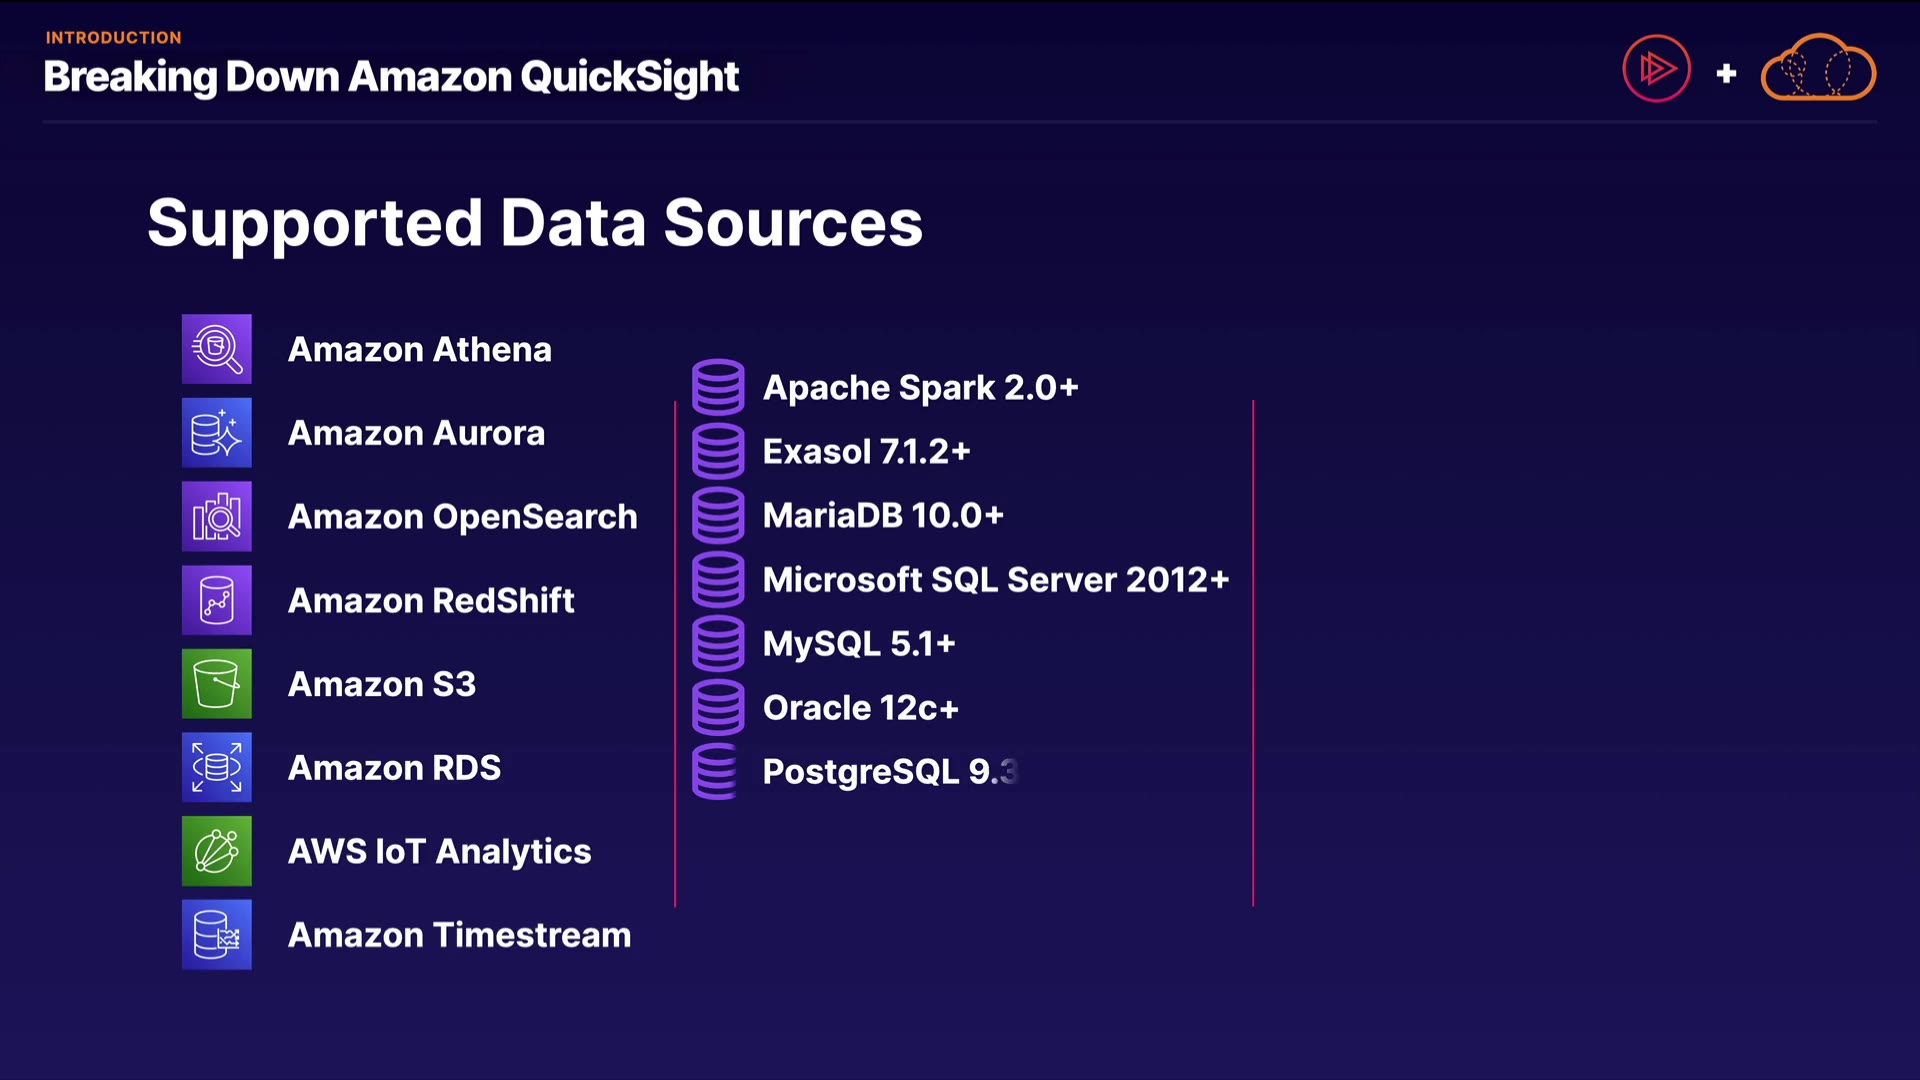 INTRODUCTION
Breaking Down Amazon QuickSight
+
Supported Data Sources
Amazon Athena
Amazon Aurora
Amazon OpenSearch
Amazon RedShift
Amazon S3
Amazon RDS
AWS IoT Analytics
Amazon Timestream
Apache Spark 2.0+
Exasol 7.1.2+
MariaDB 10.0+
Microsoft SQL Server 2012+
MySQL 5.1+
Oracle 12c+
PostgreSQL 9.3